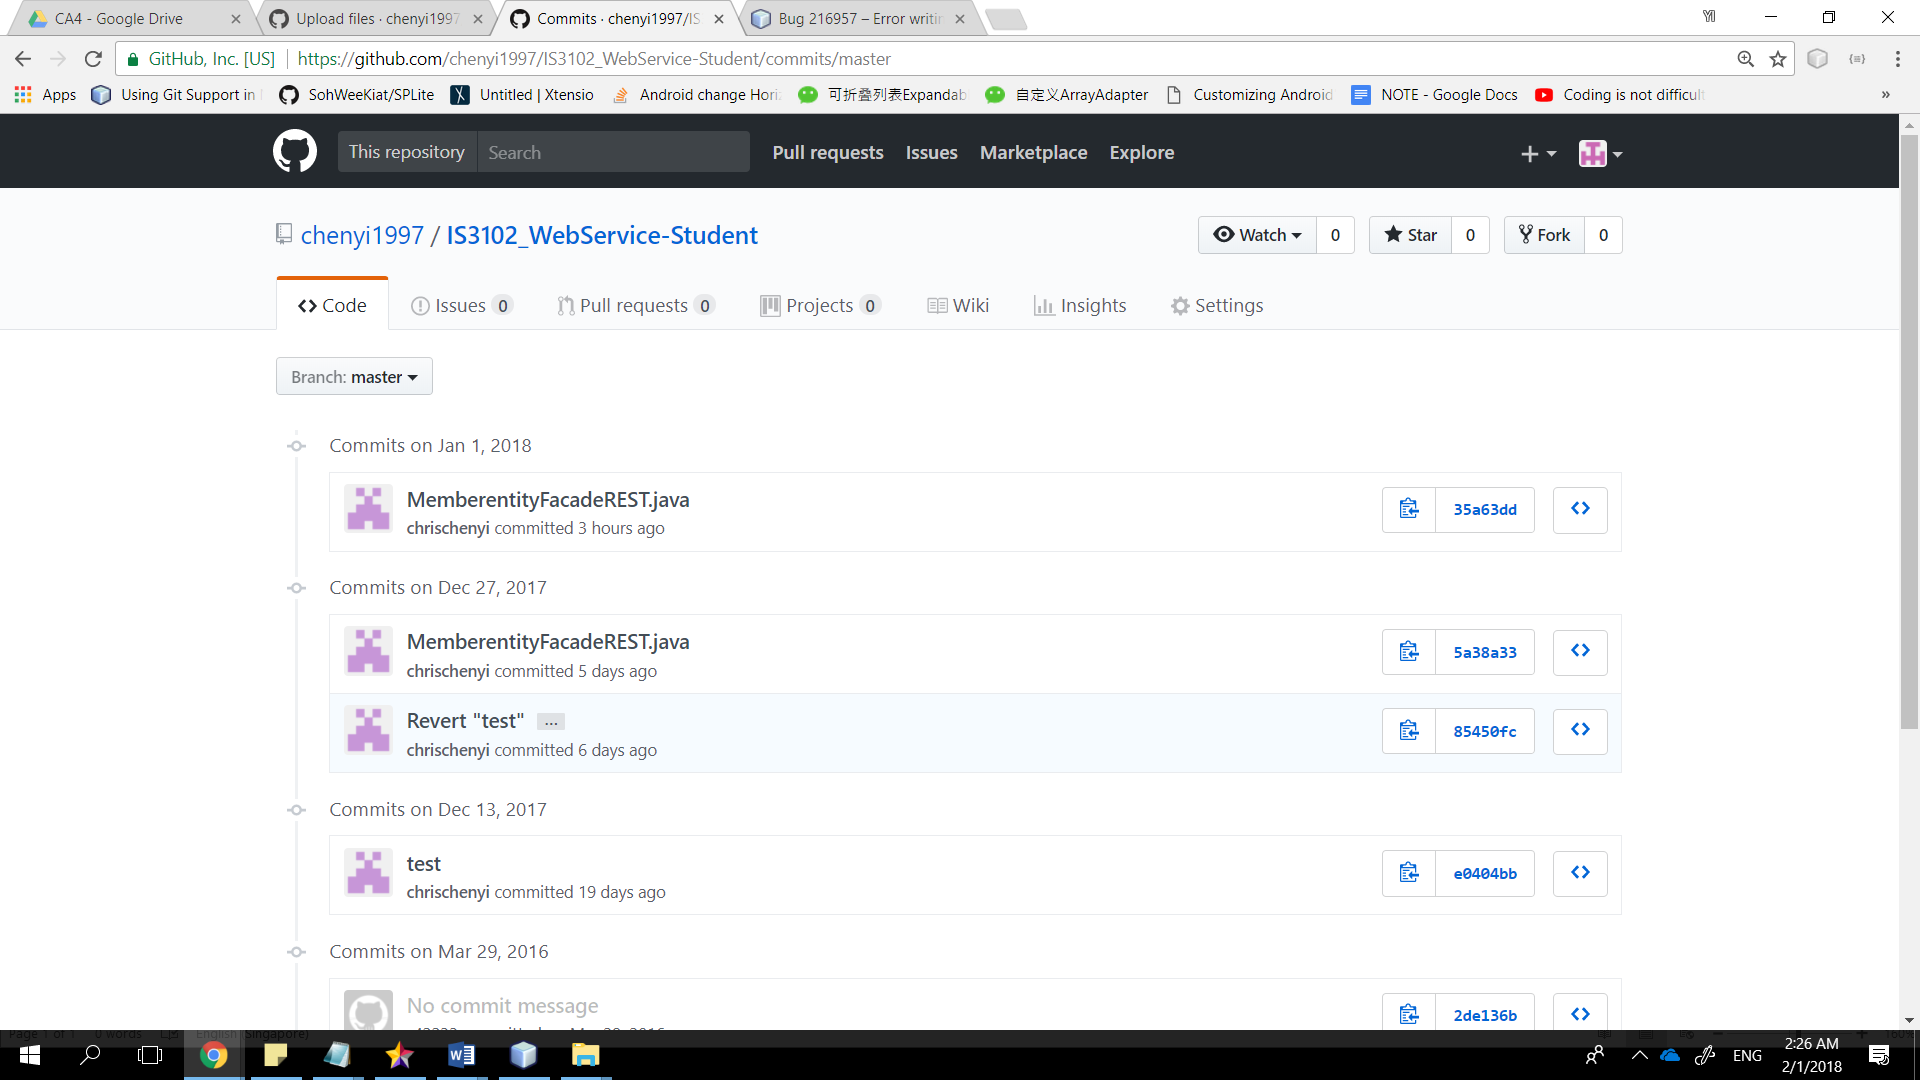 CA4 - Google Drive
Upload files · chenyi1997
Commits · chenyi1997/IS
Bug 216957 – Error writin
GitHub, Inc. [US]
https://github.com/chenyi1997/IS3102_WebService-Student/commits/master
Apps
Using Git Support in
SohWeeKiat/SPLite
Untitled | Xtensio
Android change Hori
可折叠列表Expandab
自定义ArrayAdapter
Customizing Android
NOTE - Google Docs
Coding is not difficult
»
This repository
Search
Pull requests
Issues
Marketplace
Explore
chenyi1997 / IS3102_WebService-Student
Watch
0
Star
0
Fork
0
Code
Issues 0
Pull requests 0
Projects 0
Wiki
Insights
Settings
Branch: master
Commits on Jan 1, 2018
MemberentityFacadeREST.java
35a63dd
chrischenyi committed 3 hours ago
Commits on Dec 27, 2017
MemberentityFacadeREST.java
5a38a33
chrischenyi committed 5 days ago
Revert "test" …
85450fc
chrischenyi committed 6 days ago
Commits on Dec 13, 2017
test
e0404bb
chrischenyi committed 19 days ago
Commits on Mar 29, 2016
No commit message
2de136b
ENG
2:26 AM
2/1/2018